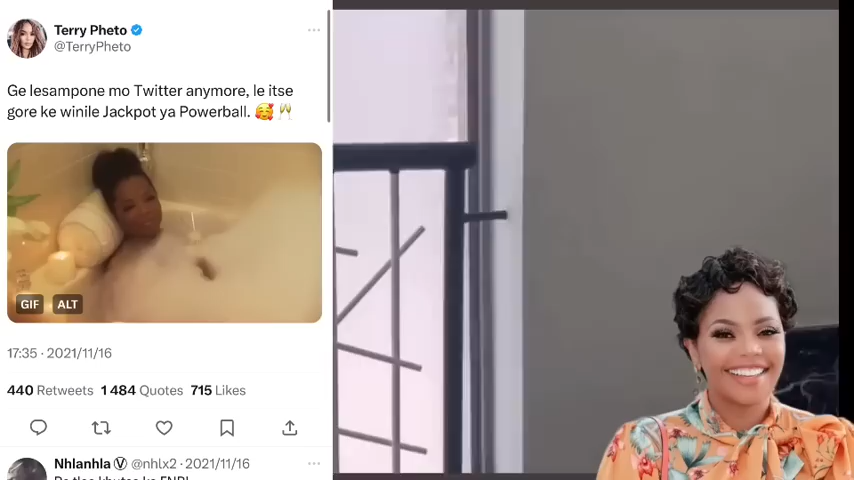 Terry Pheto
@TerryPheto
Ge lesampone mo Twitter anymore, le itse
gore ke winile Jackpot ya Powerball. 🥰 🥂
GIF ALT
17:35 · 2021/11/16
440 Retweets 1 484 Quotes 715 Likes
Nhlanhla Ⓥ @nhlx2 · 2021/11/16